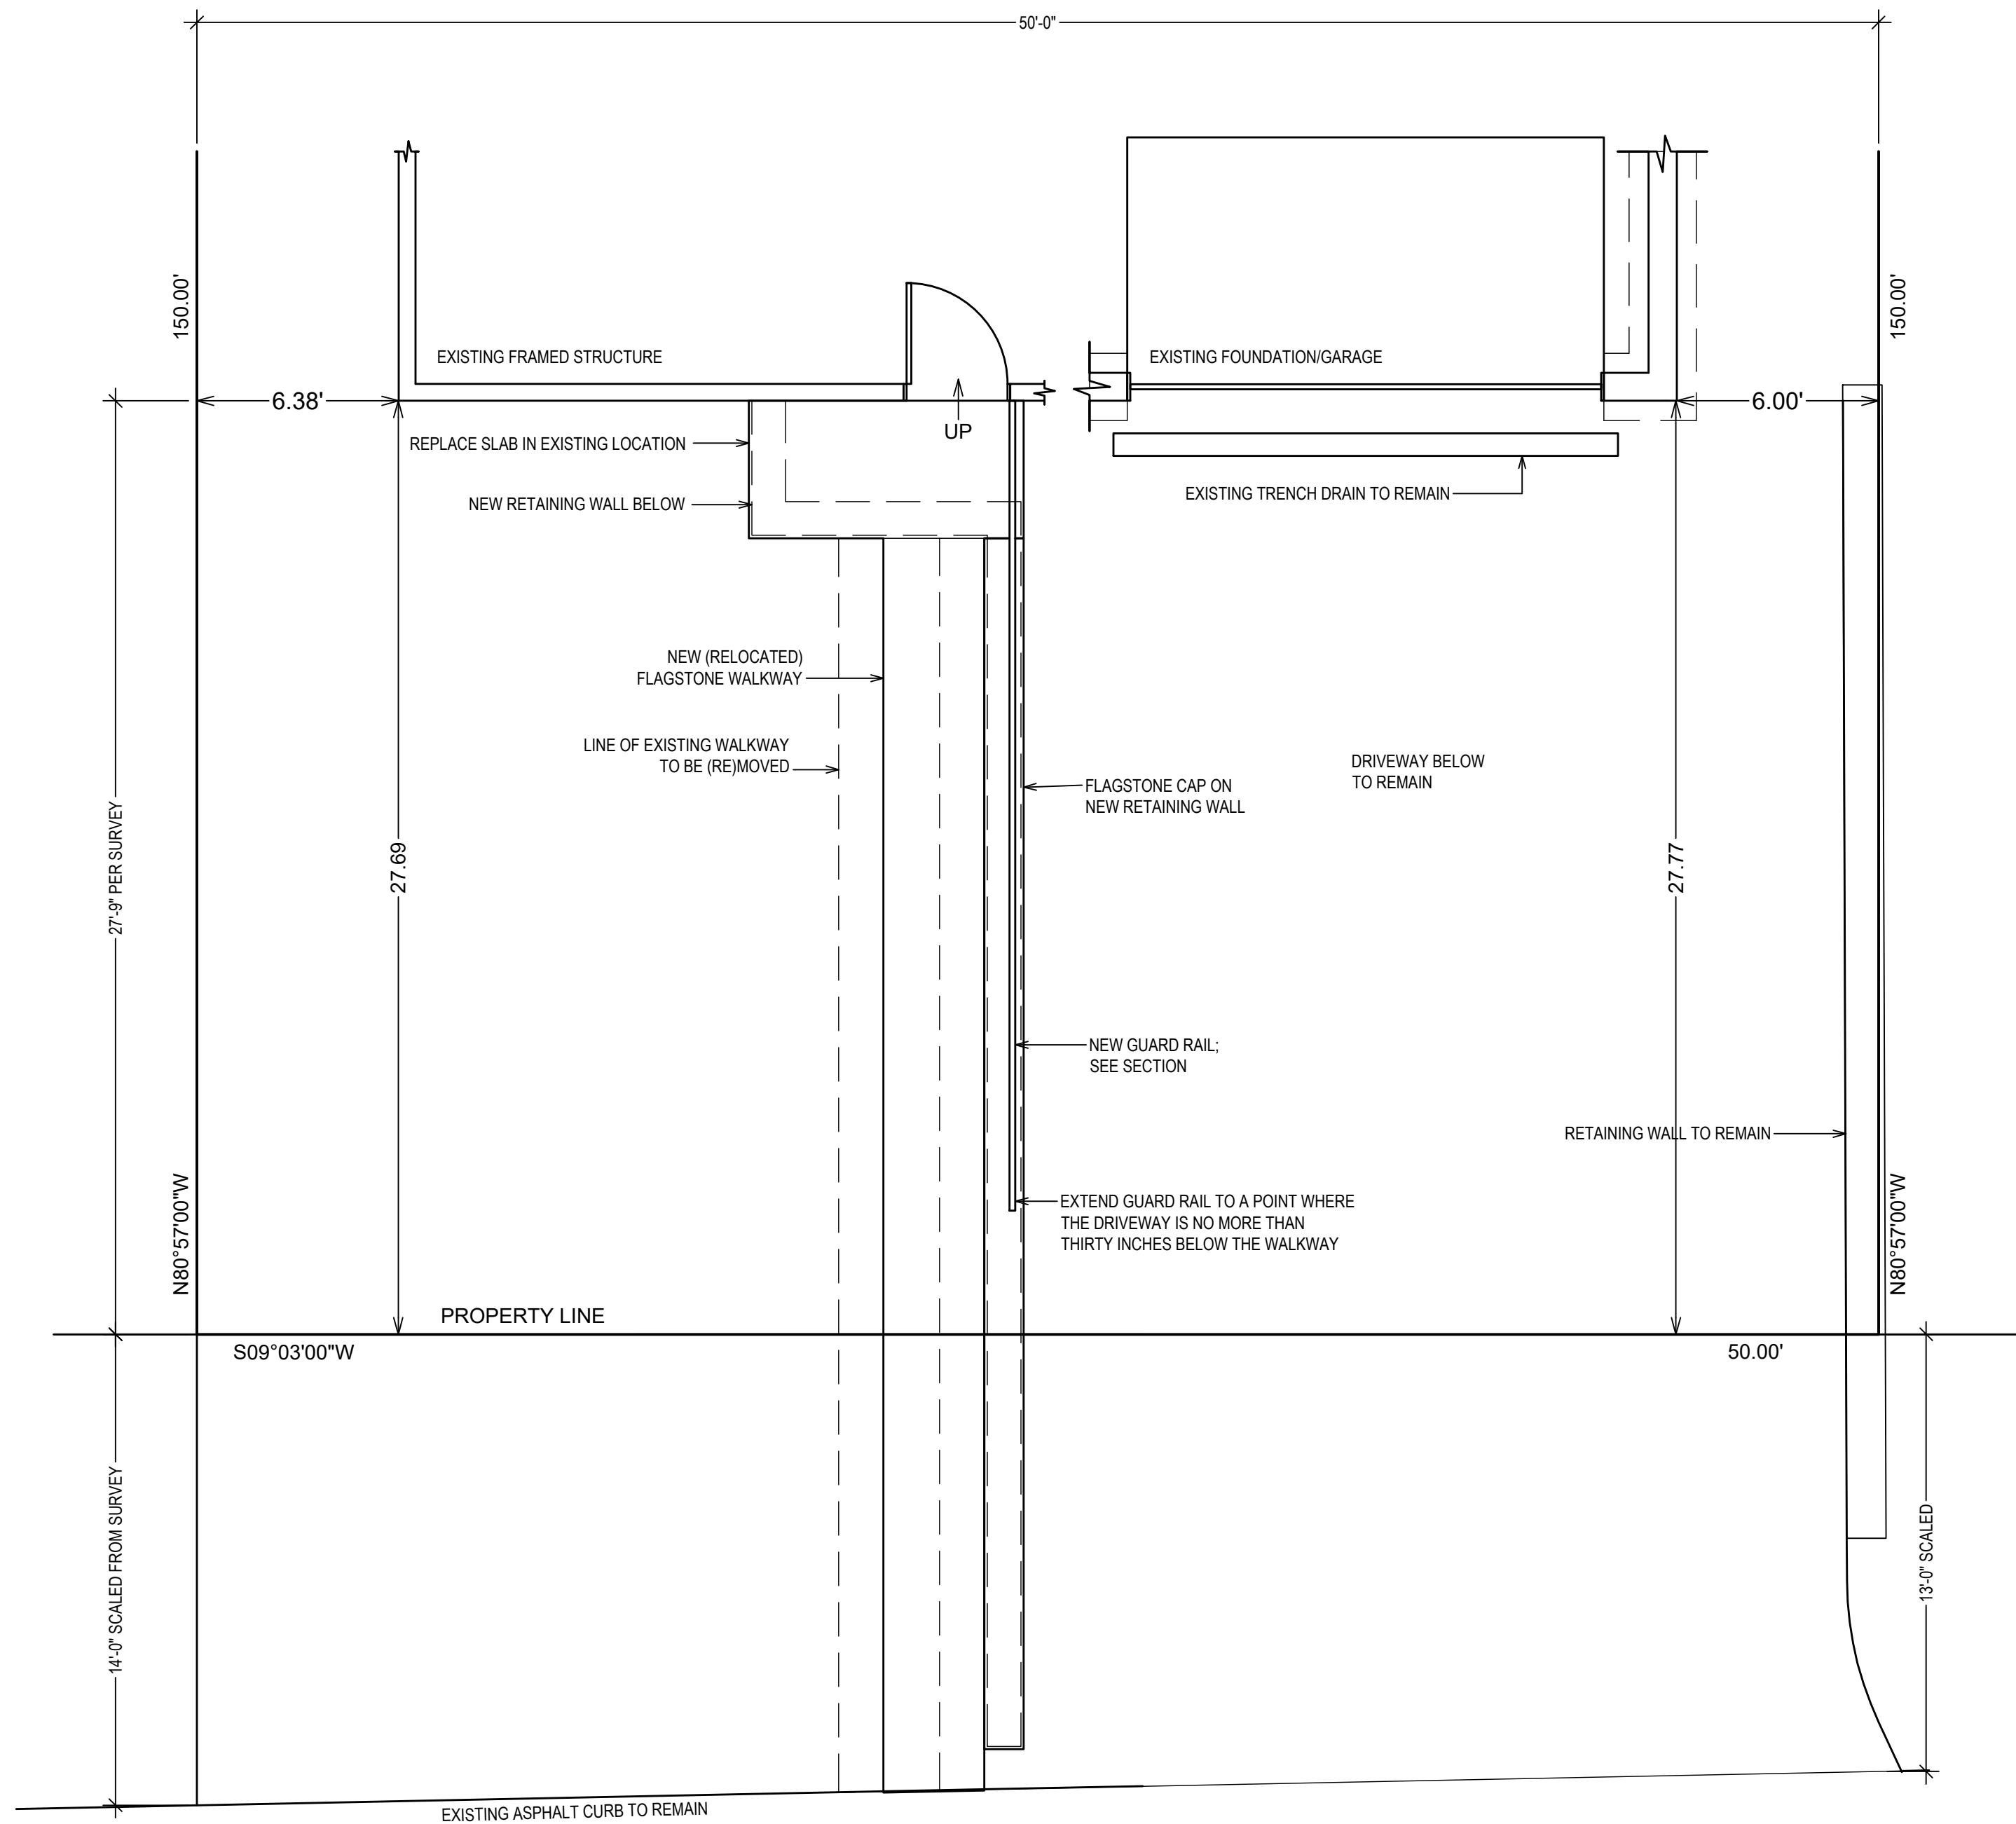 50'-0"
150.00'
150.00'
EXISTING FRAMED STRUCTURE
EXISTING FOUNDATION/GARAGE
6.38'
6.00'
UP
REPLACE SLAB IN EXISTING LOCATION
EXISTING TRENCH DRAIN TO REMAIN
NEW RETAINING WALL BELOW
NEW (RELOCATED)
FLAGSTONE WALKWAY
LINE OF EXISTING WALKWAY
TO BE (RE)MOVED
DRIVEWAY BELOW
TO REMAIN
FLAGSTONE CAP ON
NEW RETAINING WALL
27'-9" PER SURVEY
27.69
27.77
NEW GUARD RAIL;
SEE SECTION
RETAINING WALL TO REMAIN
EXTEND GUARD RAIL TO A POINT WHERE
THE DRIVEWAY IS NO MORE THAN
THIRTY INCHES BELOW THE WALKWAY
N80°57'00"W
N80°57'00"W
PROPERTY LINE
S09°03'00"W
50.00'
14'-0" SCALED FROM SURVEY
13'-0" SCALED
EXISTING ASPHALT CURB TO REMAIN